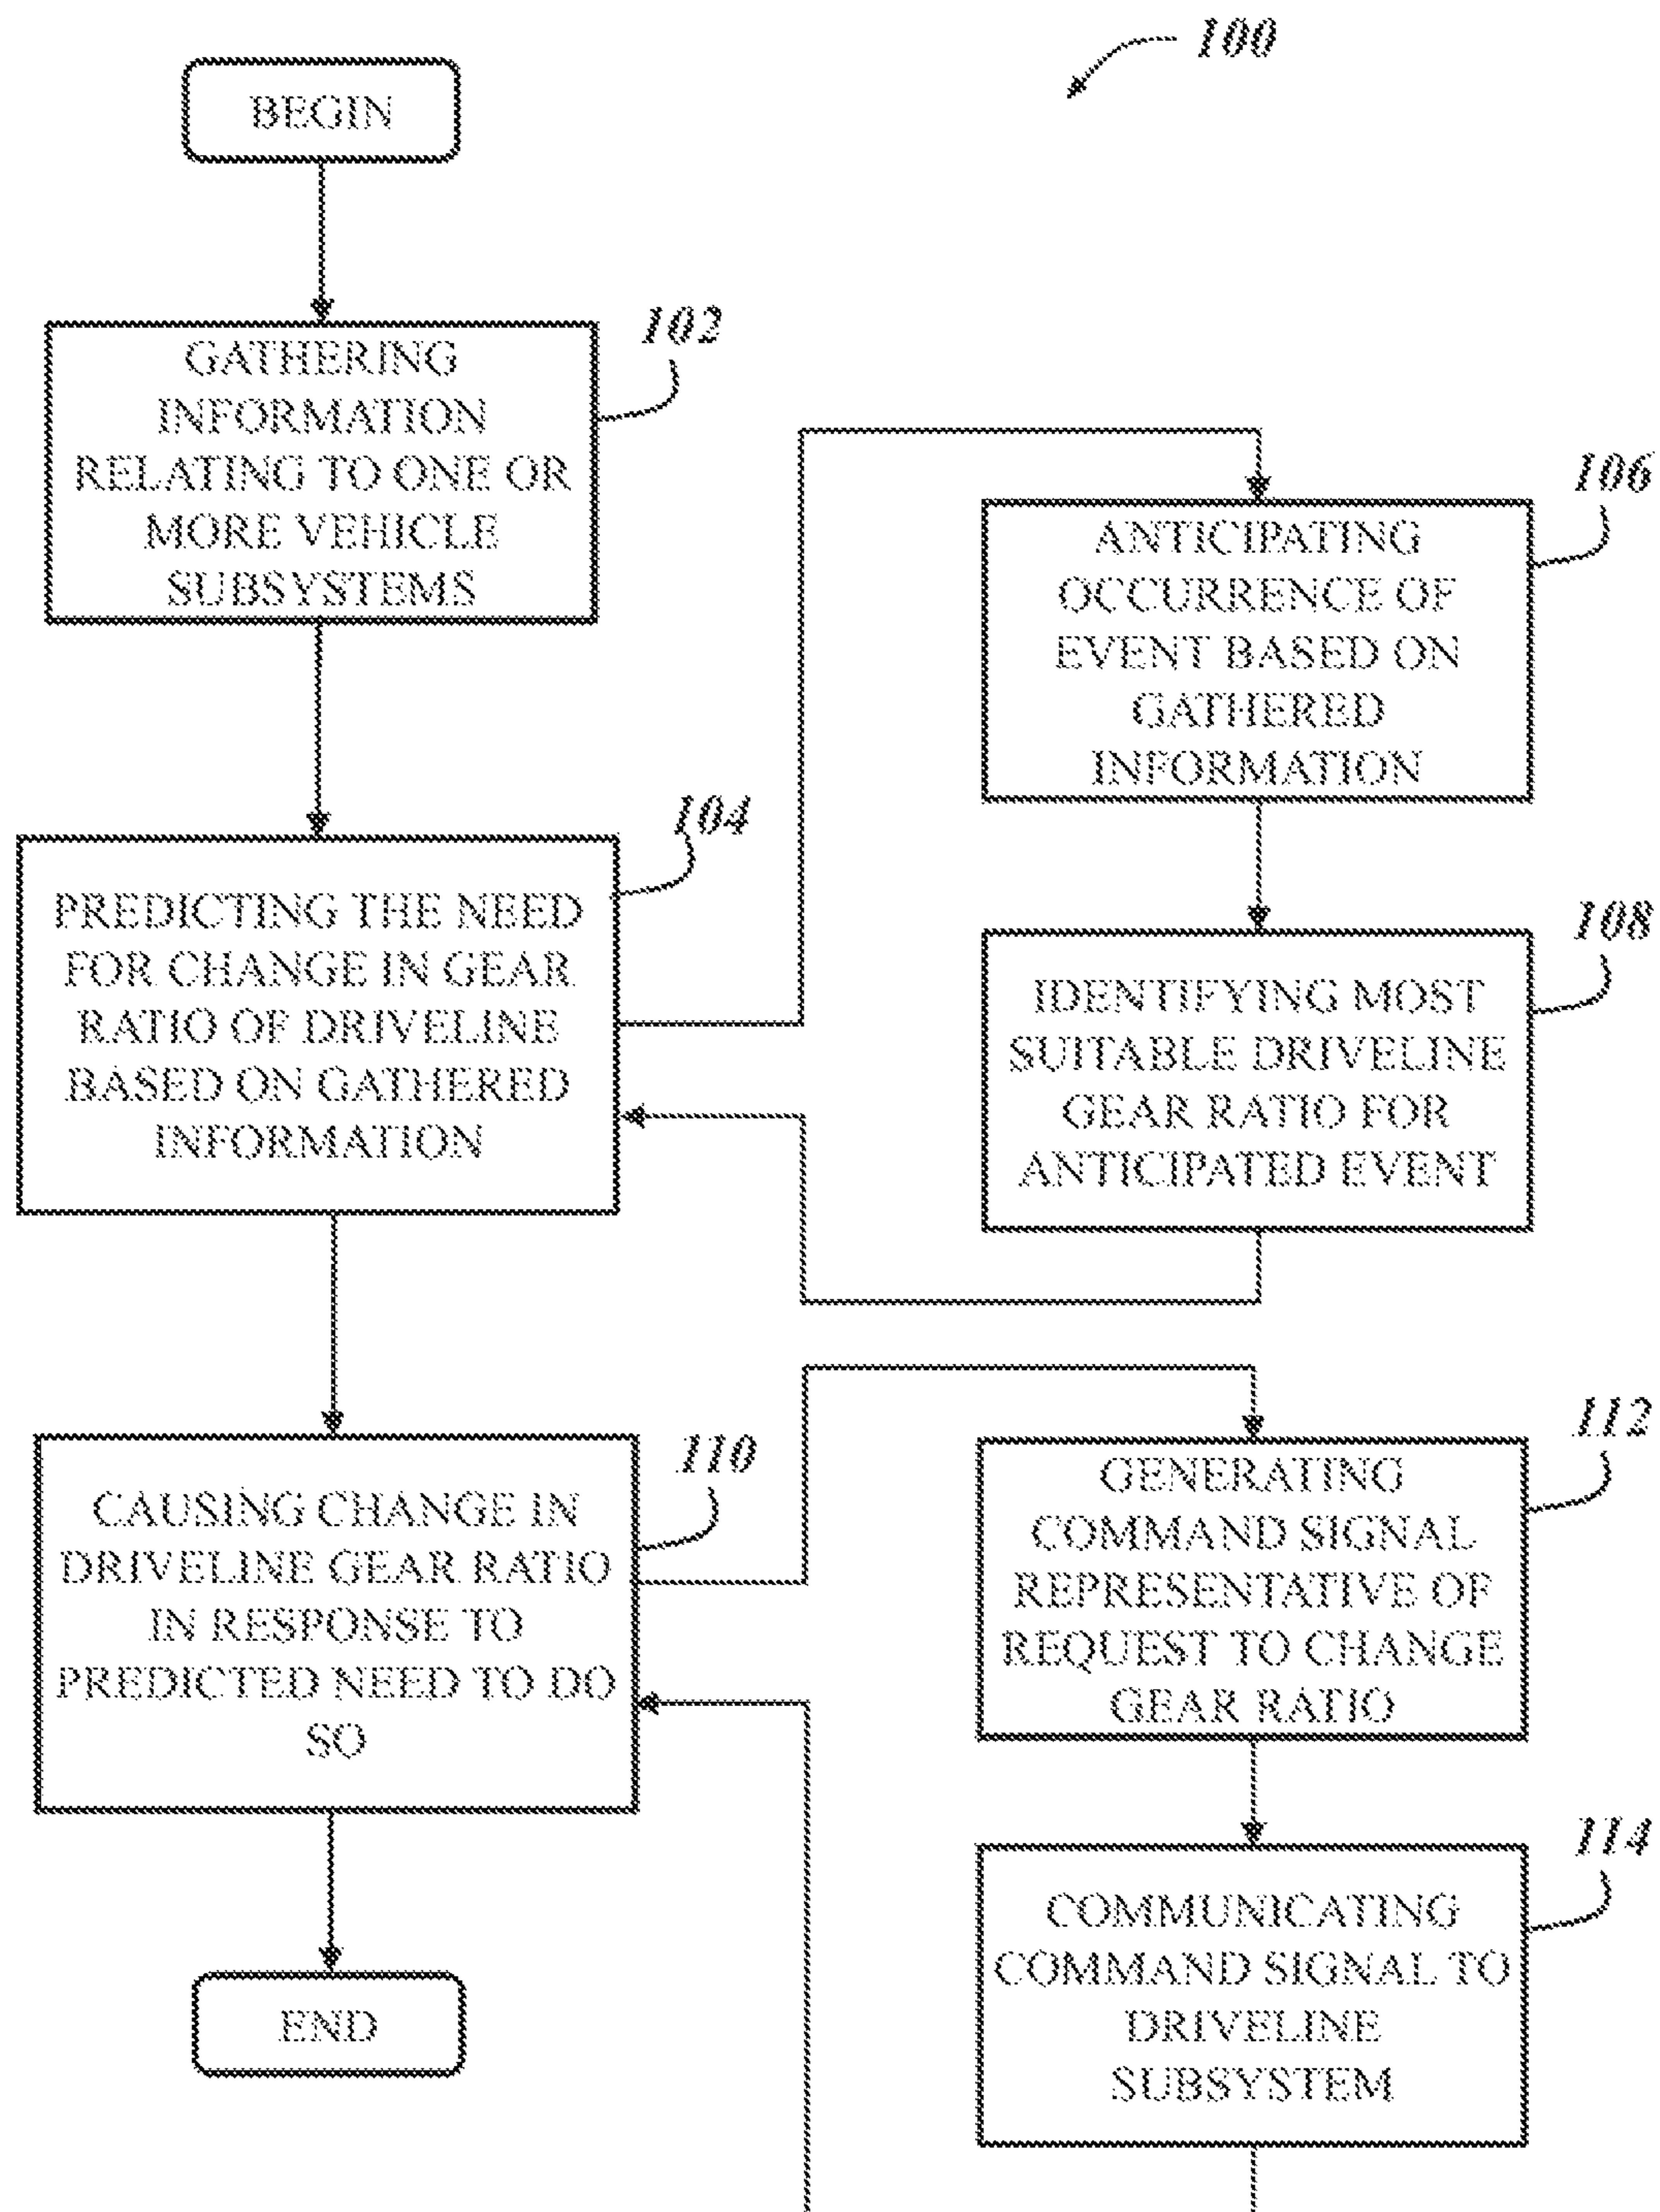 100
BEGIN
102
GATHERING
INFORMATION
RELATING TO ONE OR
MORE VEHICLE
SUBSYSTEMS
104
PREDICTING THE NEED
FOR CHANGE IN GEAR
RATIO OF DRIVELINE
BASED ON GATHERED
INFORMATION
106
ANTICIPATING
OCCURRENCE OF
EVENT BASED ON
GATHERED
INFORMATION
108
IDENTIFYING MOST
SUITABLE DRIVELINE
GEAR RATIO FOR
ANTICIPATED EVENT
110
CAUSING CHANGE IN
DRIVELINE GEAR RATIO
IN RESPONSE TO
PREDICTED NEED TO DO
SO
112
GENERATING
COMMAND SIGNAL
REPRESENTATIVE OF
REQUEST TO CHANGE
GEAR RATIO
114
COMMUNICATING
COMMAND SIGNAL TO
DRIVELINE
SUBSYSTEM
END